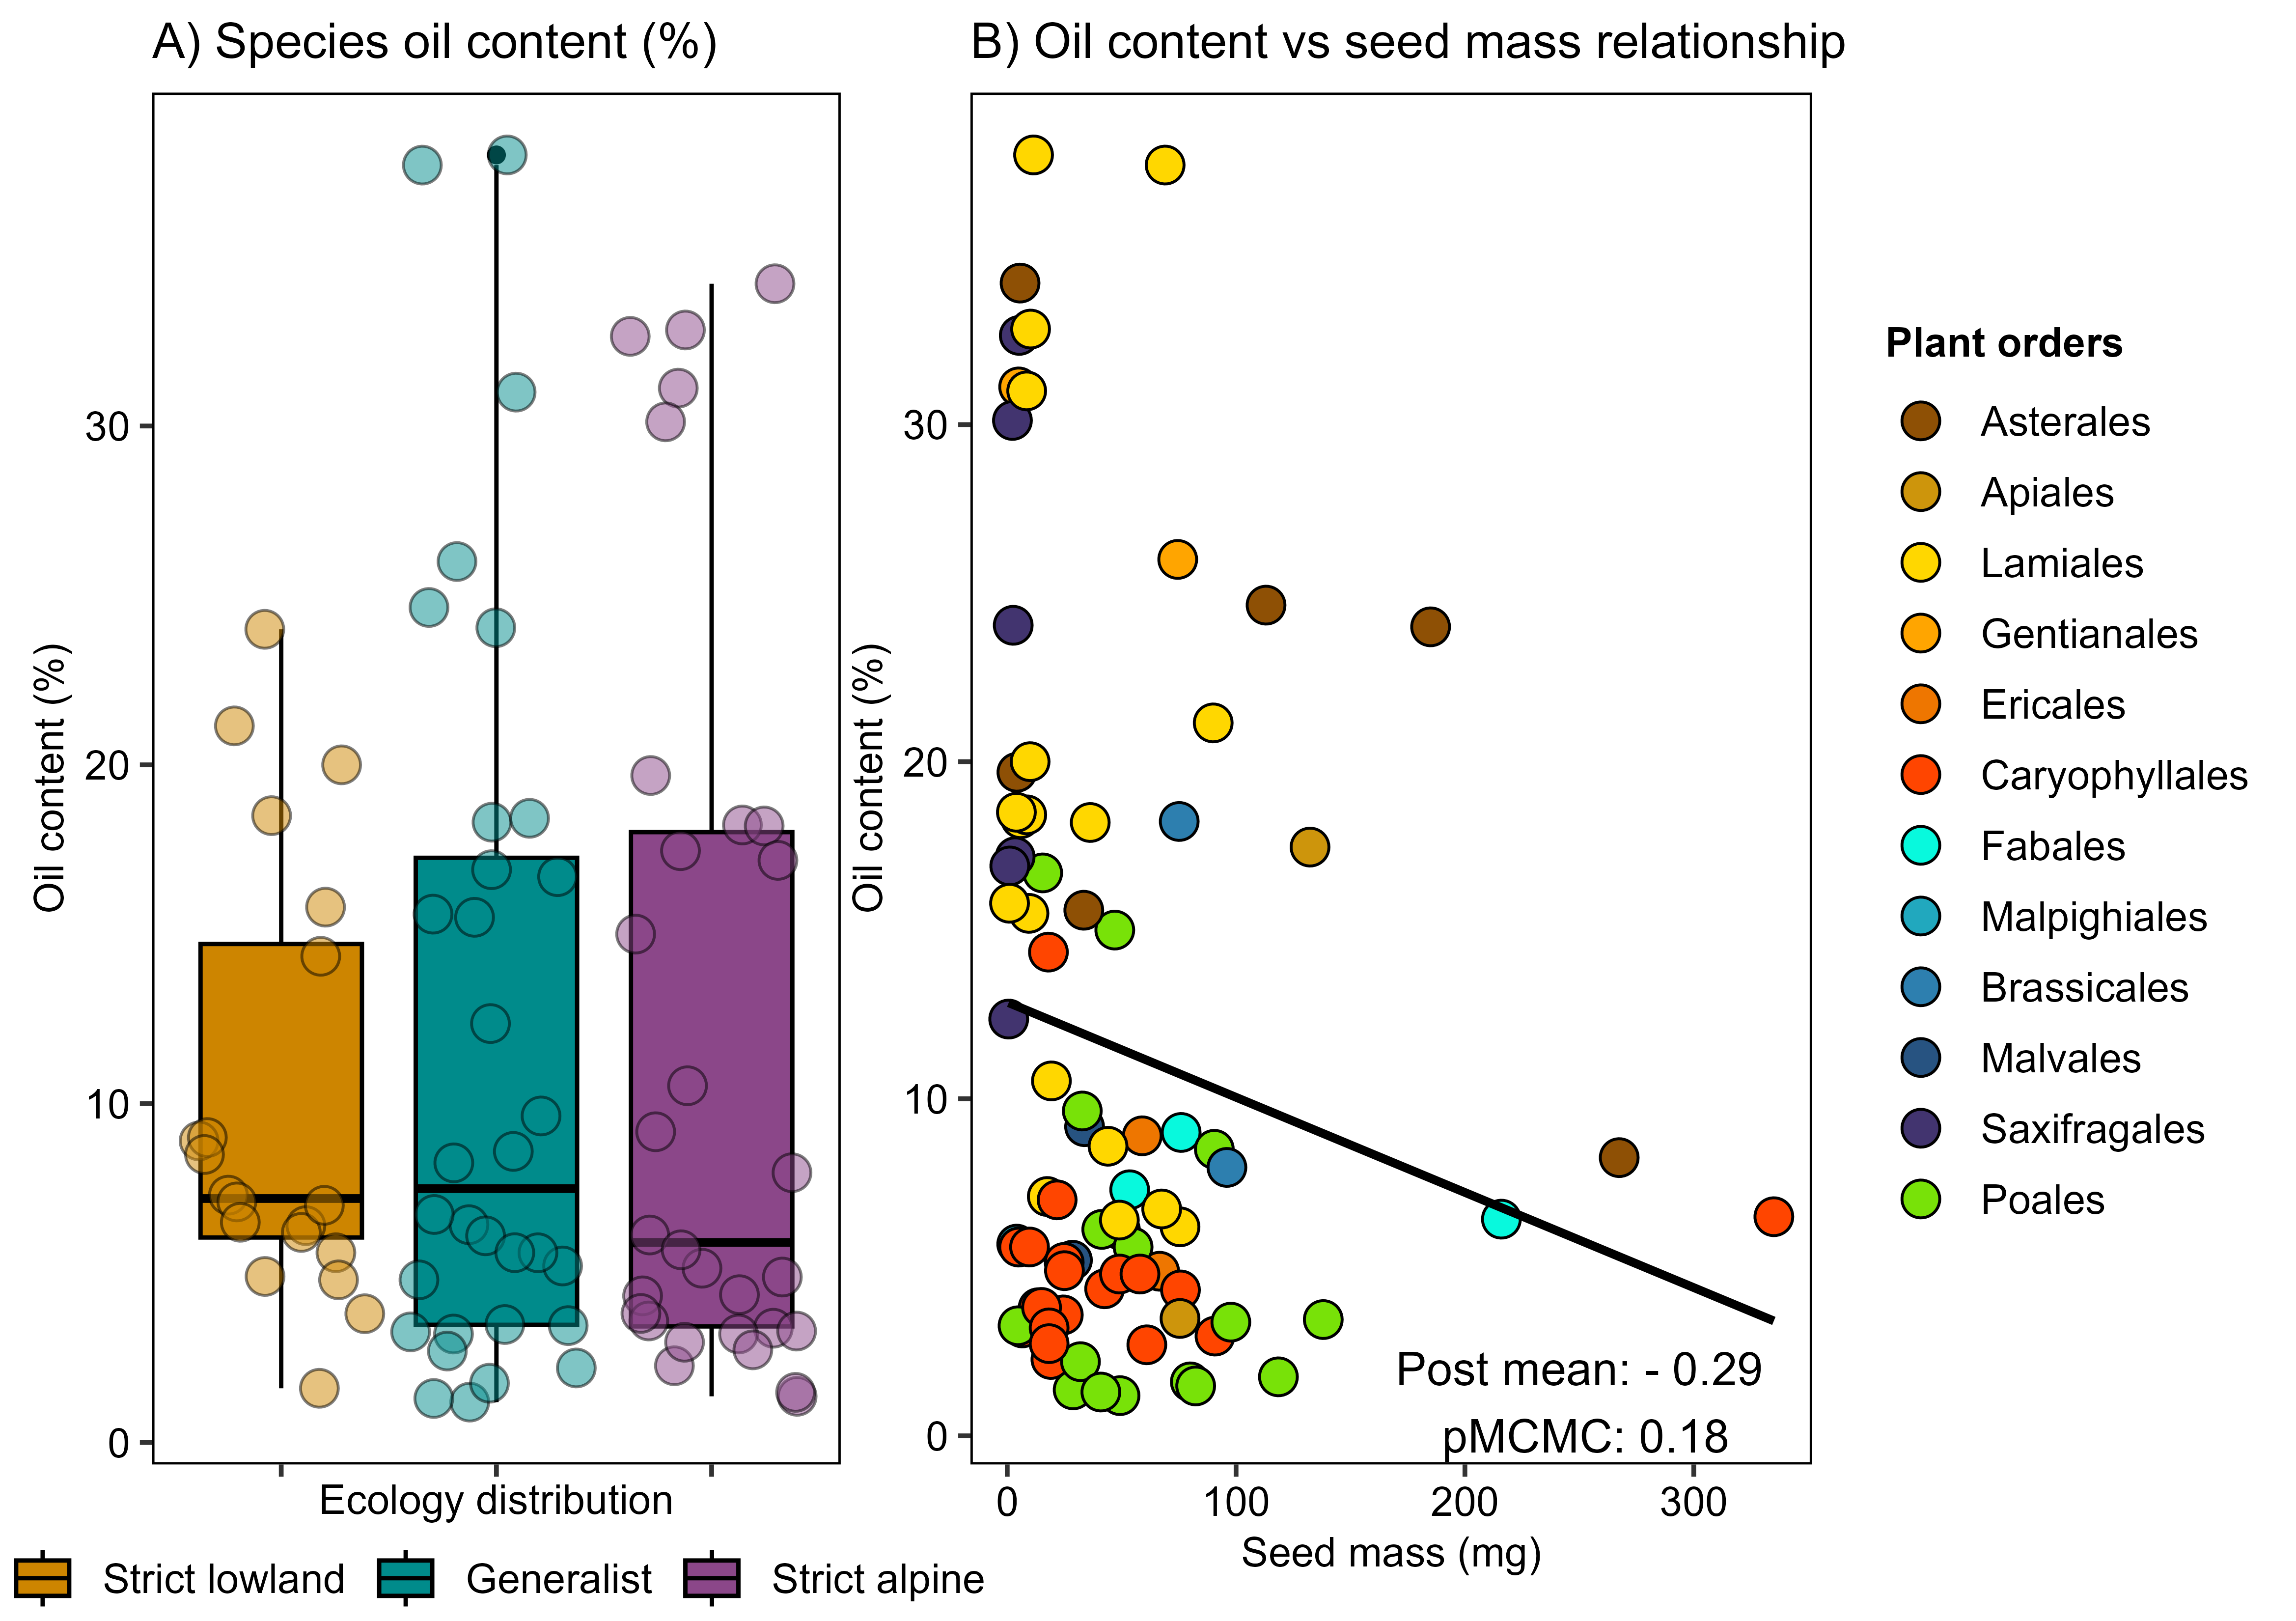 A) Species oil content (%)
B) Oil content vs seed mass relationship
Oil content (%)
30
20
10
0
Ecology distribution
Strict lowland
Generalist
Strict alpine
Oil content (%)
30
20
10
0
Post mean: - 0.29
pMCMC: 0.18
0
100
200
300
Seed mass (mg)
Plant orders
Asterales
Apiales
Lamiales
Gentianales
Ericales
Caryophyllales
Fabales
Malpighiales
Brassicales
Malvales
Saxifragales
Poales